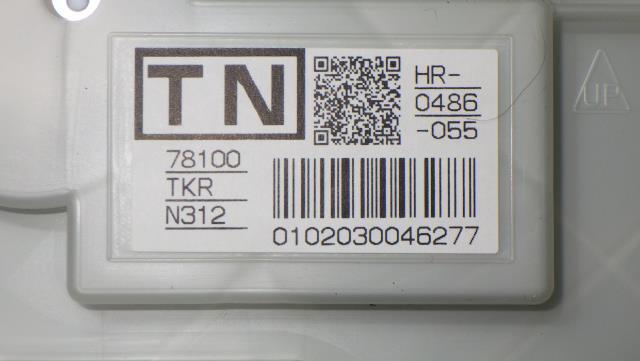 TN
HR-
0486
-055
78100
TKR
N312
0102030046277
UP